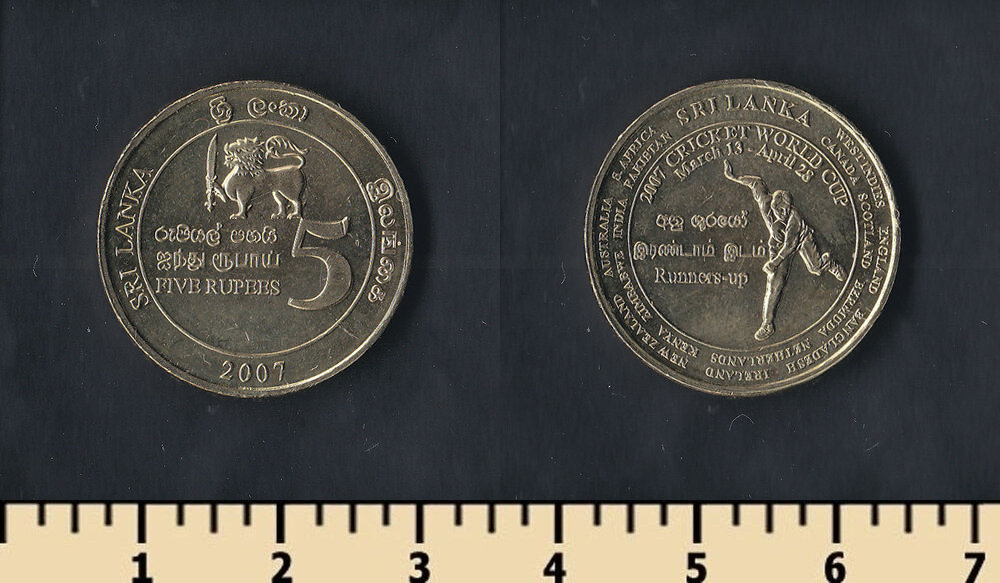 ශ්‍රී ලංකා
SRI LANKA
இலங்கை
රුපියල් පහයි
ஐந்து ரூபாய்
FIVE RUPEES
5
2007
SRI LANKA
WEST INDIES ENGLAND BANGLADESH IRELAND NEW ZEALAND AUSTRALIA S. AFRICA
CANADA SCOTLAND BERMUDA NETHERLANDS KENYA ZIMBABWE INDIA PAKISTAN
2007 CRICKET WORLD CUP
March 13 - April 28
අනු ශූරයෝ
இரண்டாம் இடம்
Runners-up
1 2 3 4 5 6 7